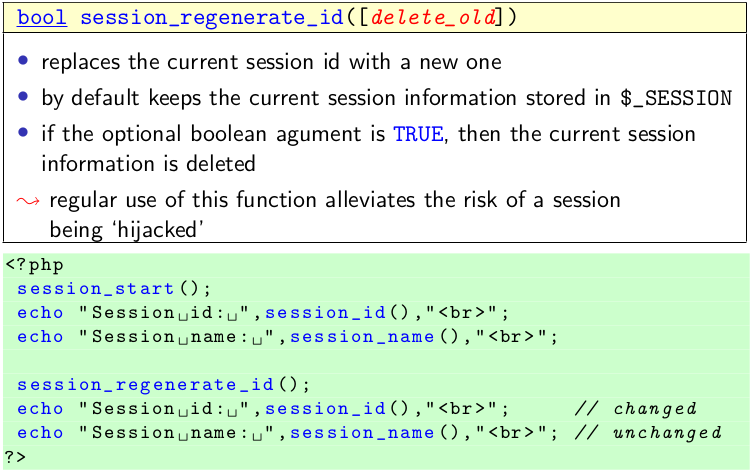 bool session_regenerate_id([delete_old])
• replaces the current session id with a new one
• by default keeps the current session information stored in $_SESSION
• if the optional boolean agument is TRUE, then the current session
information is deleted
⇝ regular use of this function alleviates the risk of a session
being ‘hijacked’
<?php
session_start();
echo "Session␣id:␣",session_id(),"<br>";
echo "Session␣name:␣",session_name(),"<br>";
session_regenerate_id();
echo "Session␣id:␣",session_id(),"<br>"; // changed
echo "Session␣name:␣",session_name(),"<br>"; // unchanged
?>